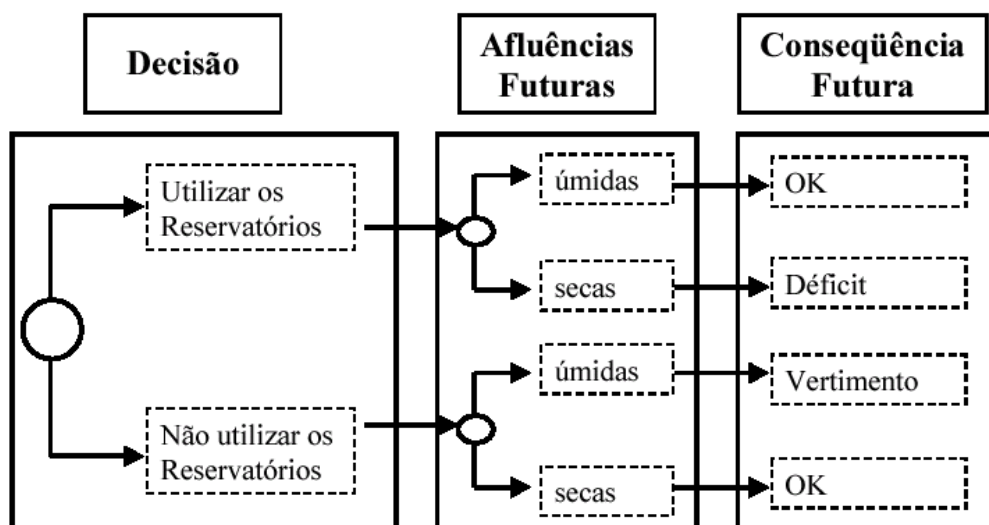 Decisão
Afluências
Futuras
Conseqüência
Futura
Utilizar os
Reservatórios
úmidas
OK
secas
Déficit
Não utilizar os
Reservatórios
úmidas
Vertimento
secas
OK